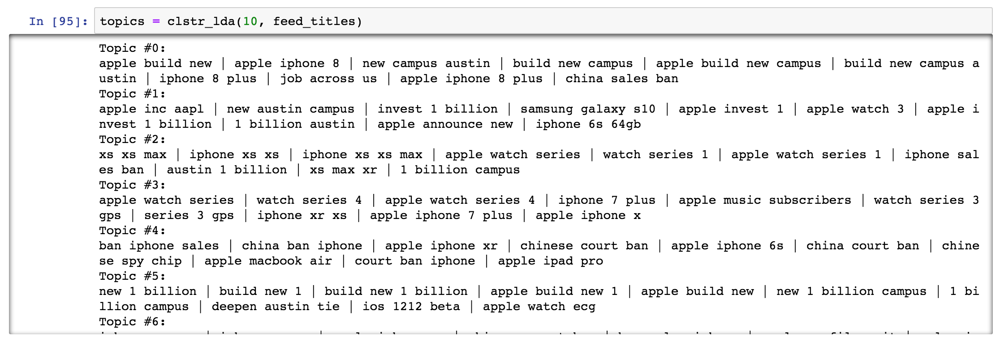 In [95]: topics = clstr_lda(10, feed_titles)
Topic #0:
apple build new | apple iphone 8 | new campus austin | build new campus | apple build new campus | build new campus a
ustin | iphone 8 plus | job across us | apple iphone 8 plus | china sales ban
Topic #1:
apple inc aapl | new austin campus | invest 1 billion | samsung galaxy s10 | apple invest 1 | apple watch 3 | apple i
nvest 1 billion | 1 billion austin | apple announce new | iphone 6s 64gb
Topic #2:
xs xs max | iphone xs xs | iphone xs xs max | apple watch series | watch series 1 | apple watch series 1 | iphone sal
es ban | austin 1 billion | xs max xr | 1 billion campus
Topic #3:
apple watch series | watch series 4 | apple watch series 4 | iphone 7 plus | apple music subscribers | watch series 3
gps | series 3 gps | iphone xr xs | apple iphone 7 plus | apple iphone x
Topic #4:
ban iphone sales | china ban iphone | apple iphone xr | chinese court ban | apple iphone 6s | china court ban | chine
se spy chip | apple macbook air | court ban iphone | apple ipad pro
Topic #5:
new 1 billion | build new 1 | build new 1 billion | apple build new 1 | apple build new | new 1 billion campus | 1 bi
llion campus | deepen austin tie | ios 1212 beta | apple watch ecg
Topic #6: